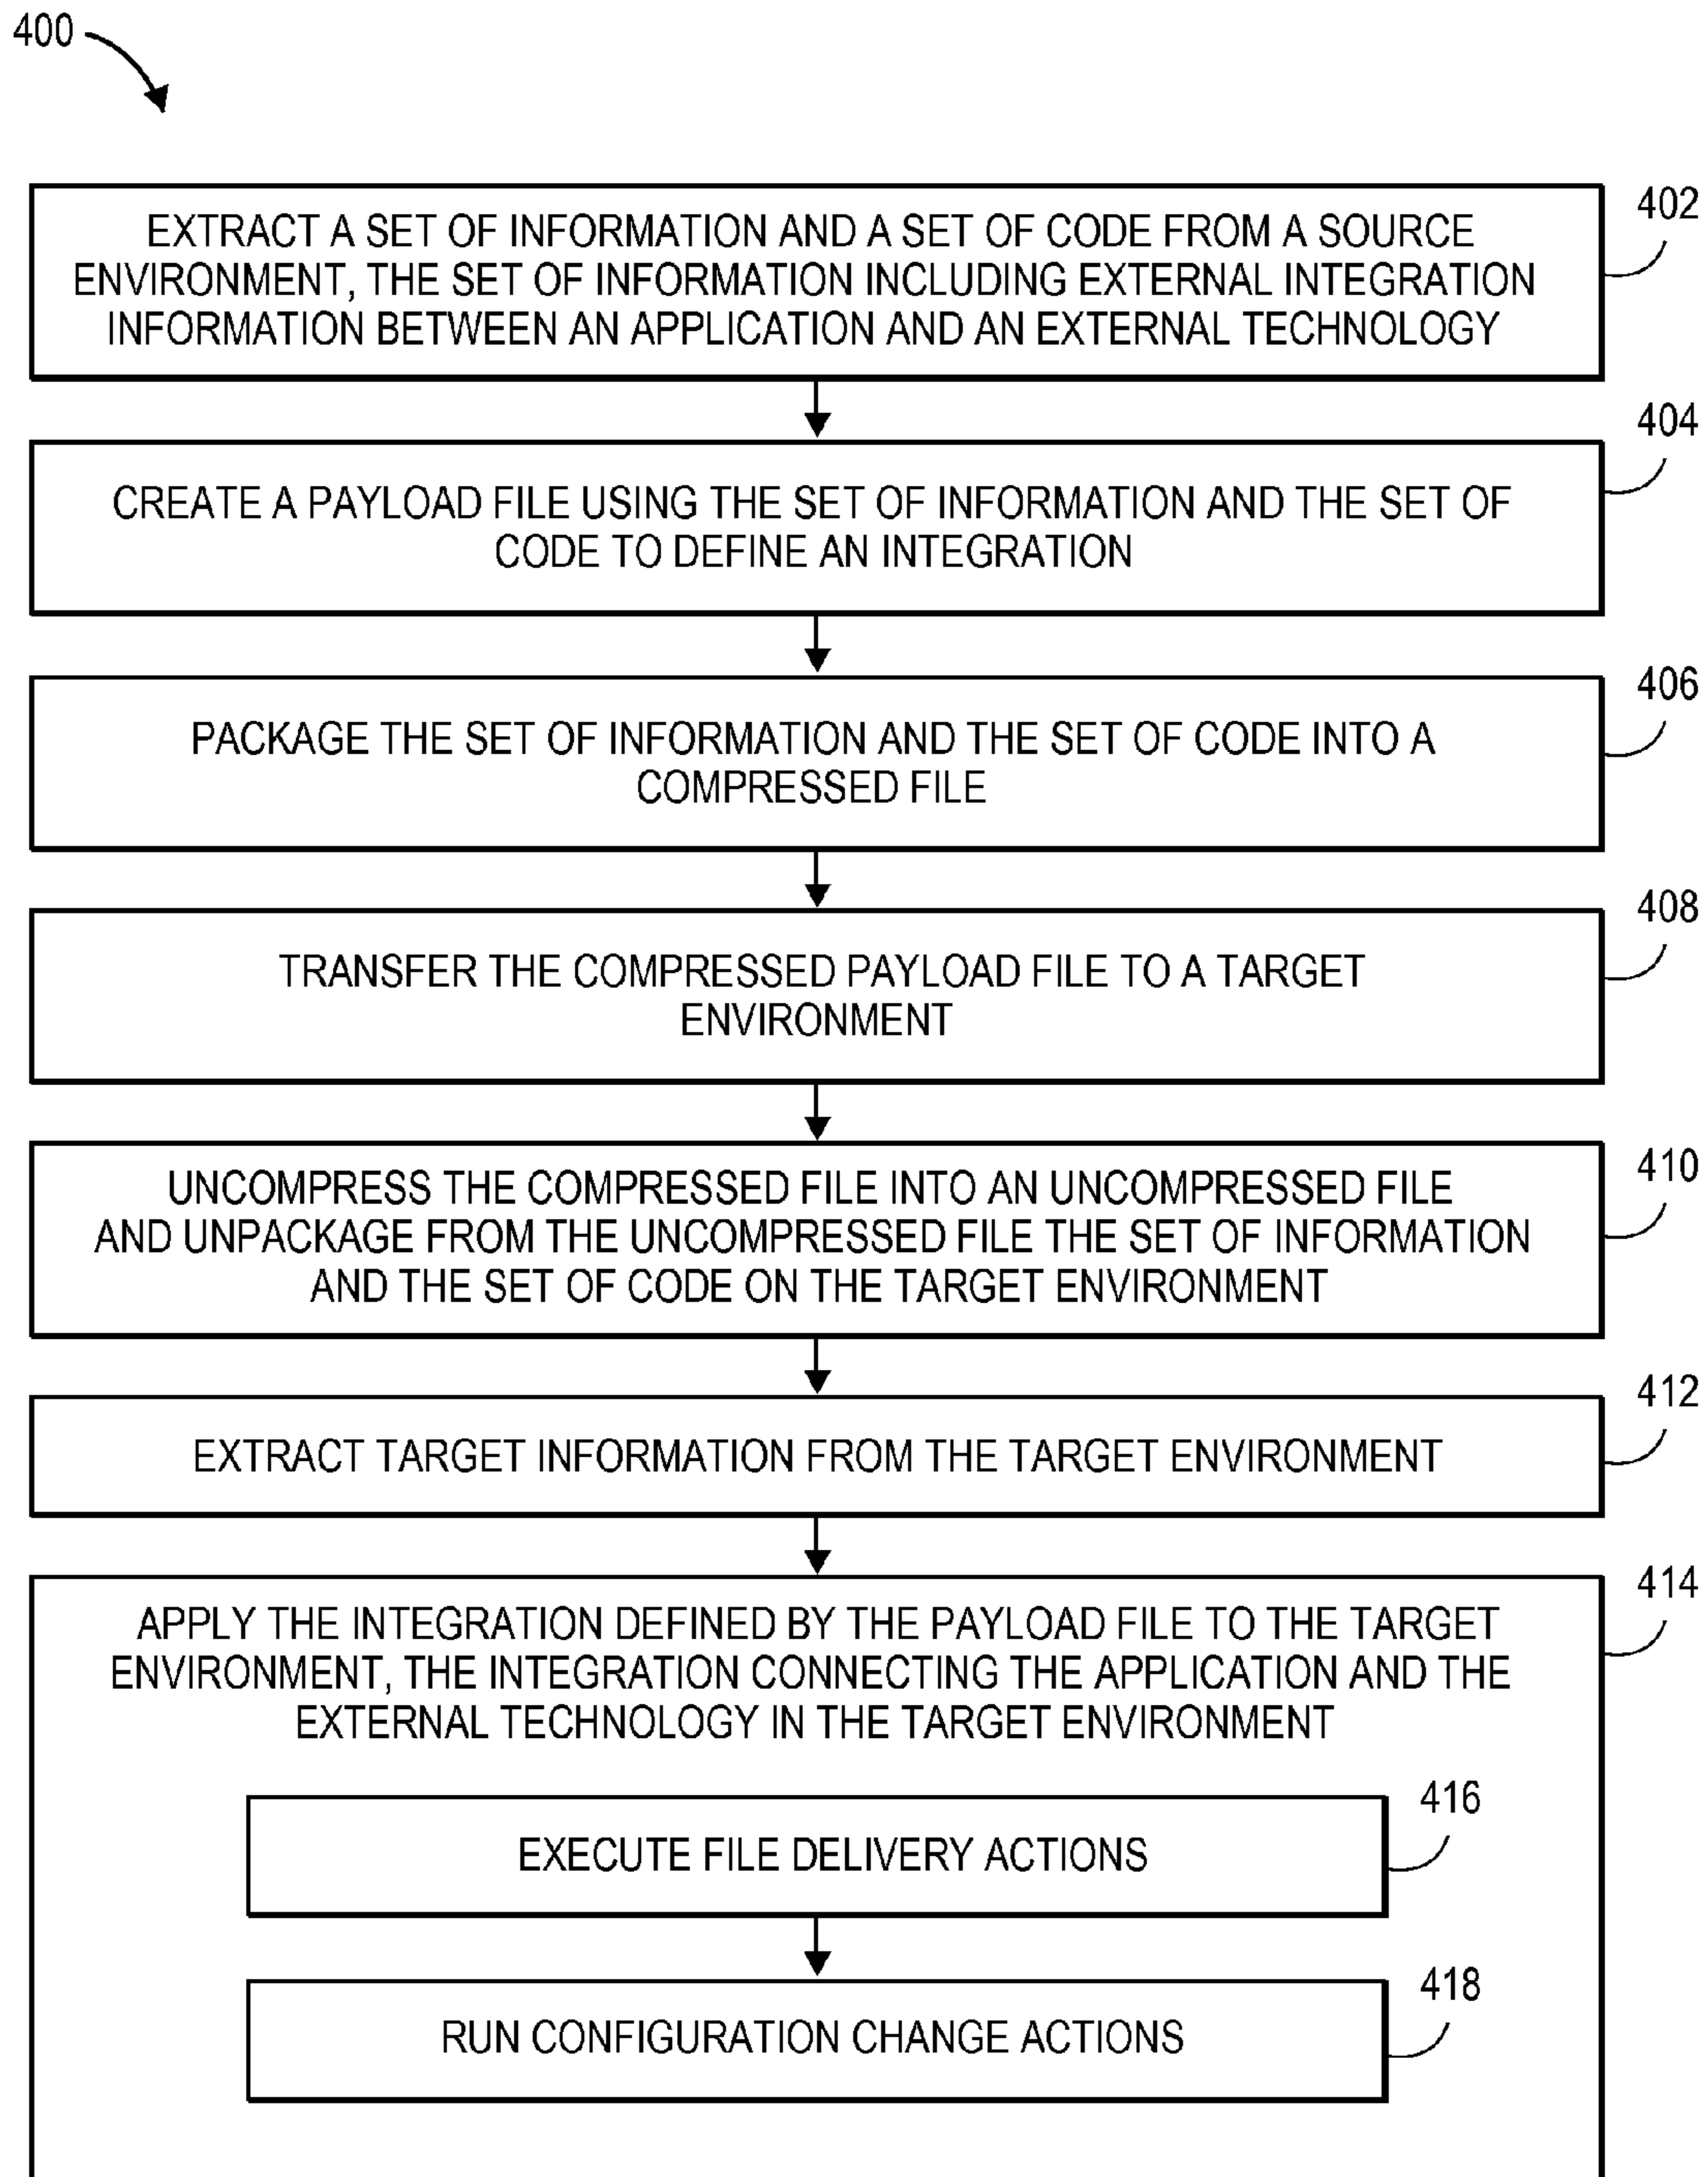 400
402
EXTRACT A SET OF INFORMATION AND A SET OF CODE FROM A SOURCE
ENVIRONMENT, THE SET OF INFORMATION INCLUDING EXTERNAL INTEGRATION
INFORMATION BETWEEN AN APPLICATION AND AN EXTERNAL TECHNOLOGY
404
CREATE A PAYLOAD FILE USING THE SET OF INFORMATION AND THE SET OF
CODE TO DEFINE AN INTEGRATION
406
PACKAGE THE SET OF INFORMATION AND THE SET OF CODE INTO A
COMPRESSED FILE
408
TRANSFER THE COMPRESSED PAYLOAD FILE TO A TARGET
ENVIRONMENT
410
UNCOMPRESS THE COMPRESSED FILE INTO AN UNCOMPRESSED FILE
AND UNPACKAGE FROM THE UNCOMPRESSED FILE THE SET OF INFORMATION
AND THE SET OF CODE ON THE TARGET ENVIRONMENT
412
EXTRACT TARGET INFORMATION FROM THE TARGET ENVIRONMENT
414
APPLY THE INTEGRATION DEFINED BY THE PAYLOAD FILE TO THE TARGET
ENVIRONMENT, THE INTEGRATION CONNECTING THE APPLICATION AND THE
EXTERNAL TECHNOLOGY IN THE TARGET ENVIRONMENT
416
EXECUTE FILE DELIVERY ACTIONS
418
RUN CONFIGURATION CHANGE ACTIONS